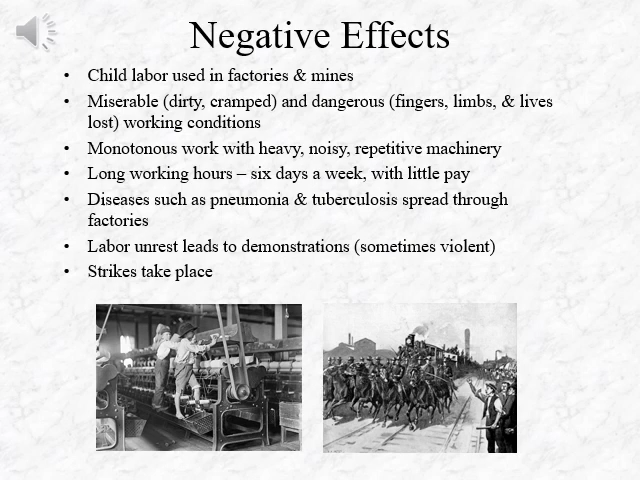 Negative Effects
• Child labor used in factories & mines
• Miserable (dirty, cramped) and dangerous (fingers, limbs, & lives
lost) working conditions
• Monotonous work with heavy, noisy, repetitive machinery
• Long working hours – six days a week, with little pay
• Diseases such as pneumonia & tuberculosis spread through
factories
• Labor unrest leads to demonstrations (sometimes violent)
• Strikes take place